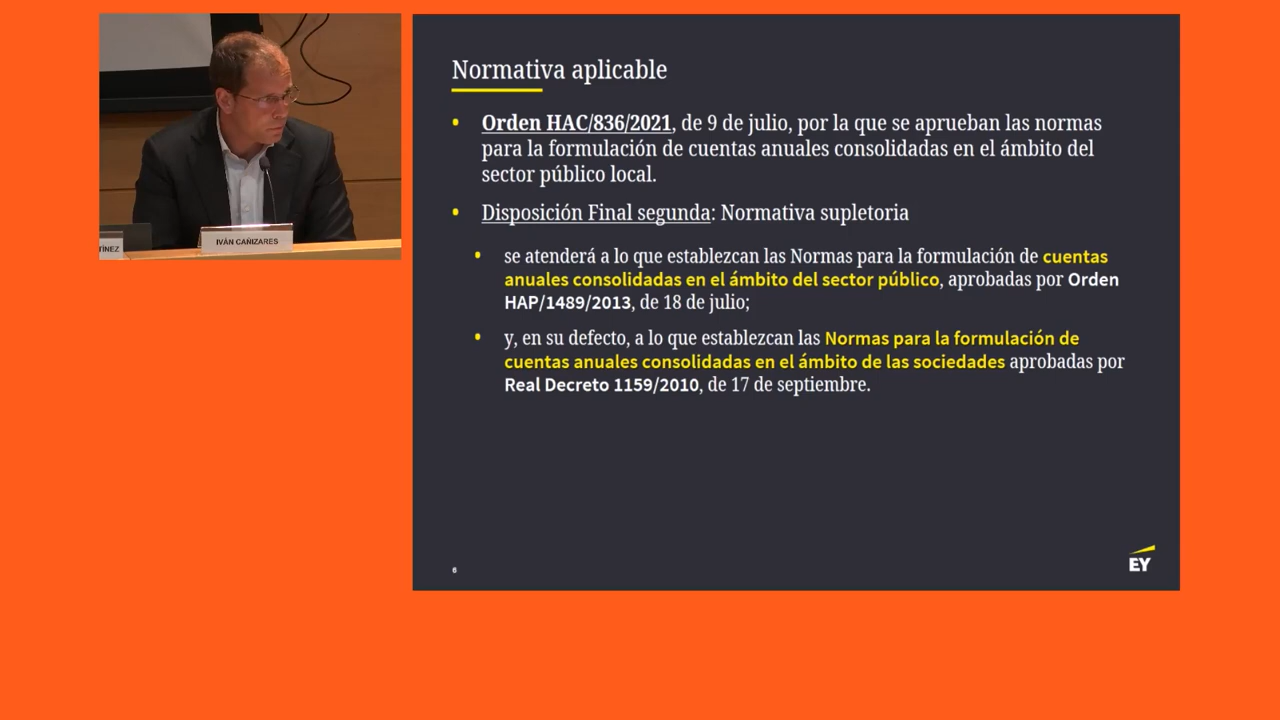 TÍNEZ
IVÁN CAÑIZARES
Normativa aplicable
• Orden HAC/836/2021, de 9 de julio, por la que se aprueban las normas
para la formulación de cuentas anuales consolidadas en el ámbito del
sector público local.
• Disposición Final segunda: Normativa supletoria
• se atenderá a lo que establezcan las Normas para la formulación de cuentas
anuales consolidadas en el ámbito del sector público, aprobadas por Orden
HAP/1489/2013, de 18 de julio;
• y, en su defecto, a lo que establezcan las Normas para la formulación de
cuentas anuales consolidadas en el ámbito de las sociedades aprobadas por
Real Decreto 1159/2010, de 17 de septiembre.
6
EY